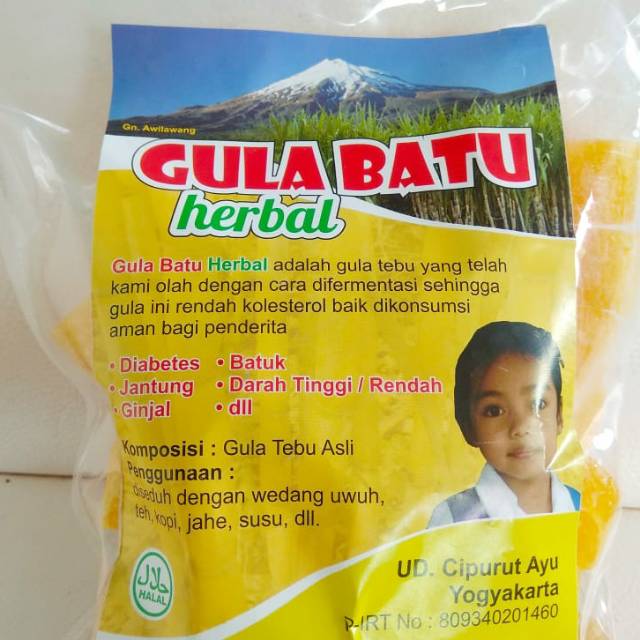 Gn. Awilawang
GULA BATU
herbal
Gula Batu Herbal adalah gula tebu yang telah
kami olah dengan cara difermentasi sehingga
gula ini rendah kolesterol baik dikonsumsi
aman bagi penderita
• Diabetes • Batuk
• Jantung • Darah Tinggi / Rendah
• Ginjal • dll
Komposisi : Gula Tebu Asli
Penggunaan :
diseduh dengan wedang uwuh,
teh, kopi, jahe, susu, dll.
حلال
HALAL
UD. Cipurut Ayu
Yogyakarta
P-IRT No : 809340201460